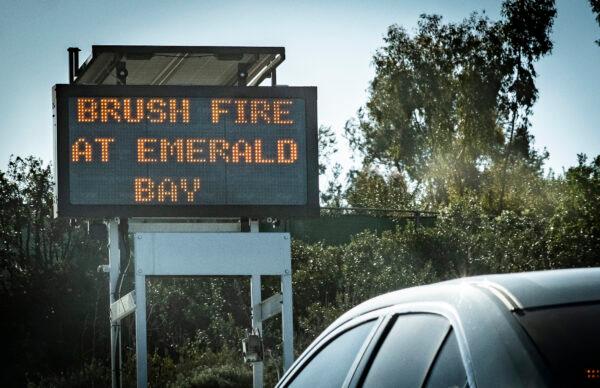 BRUSH FIRE
AT EMERALD
BAY